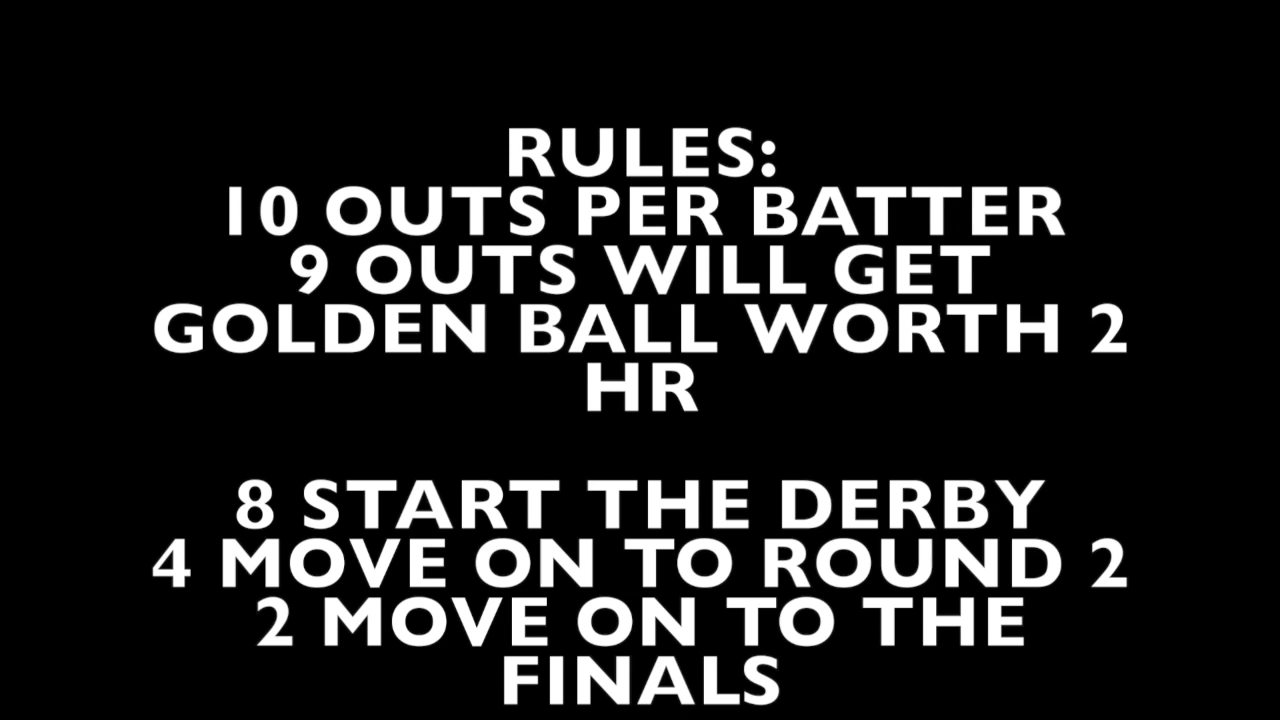 RULES:
10 OUTS PER BATTER
9 OUTS WILL GET
GOLDEN BALL WORTH 2
HR
8 START THE DERBY
4 MOVE ON TO ROUND 2
2 MOVE ON TO THE
FINALS